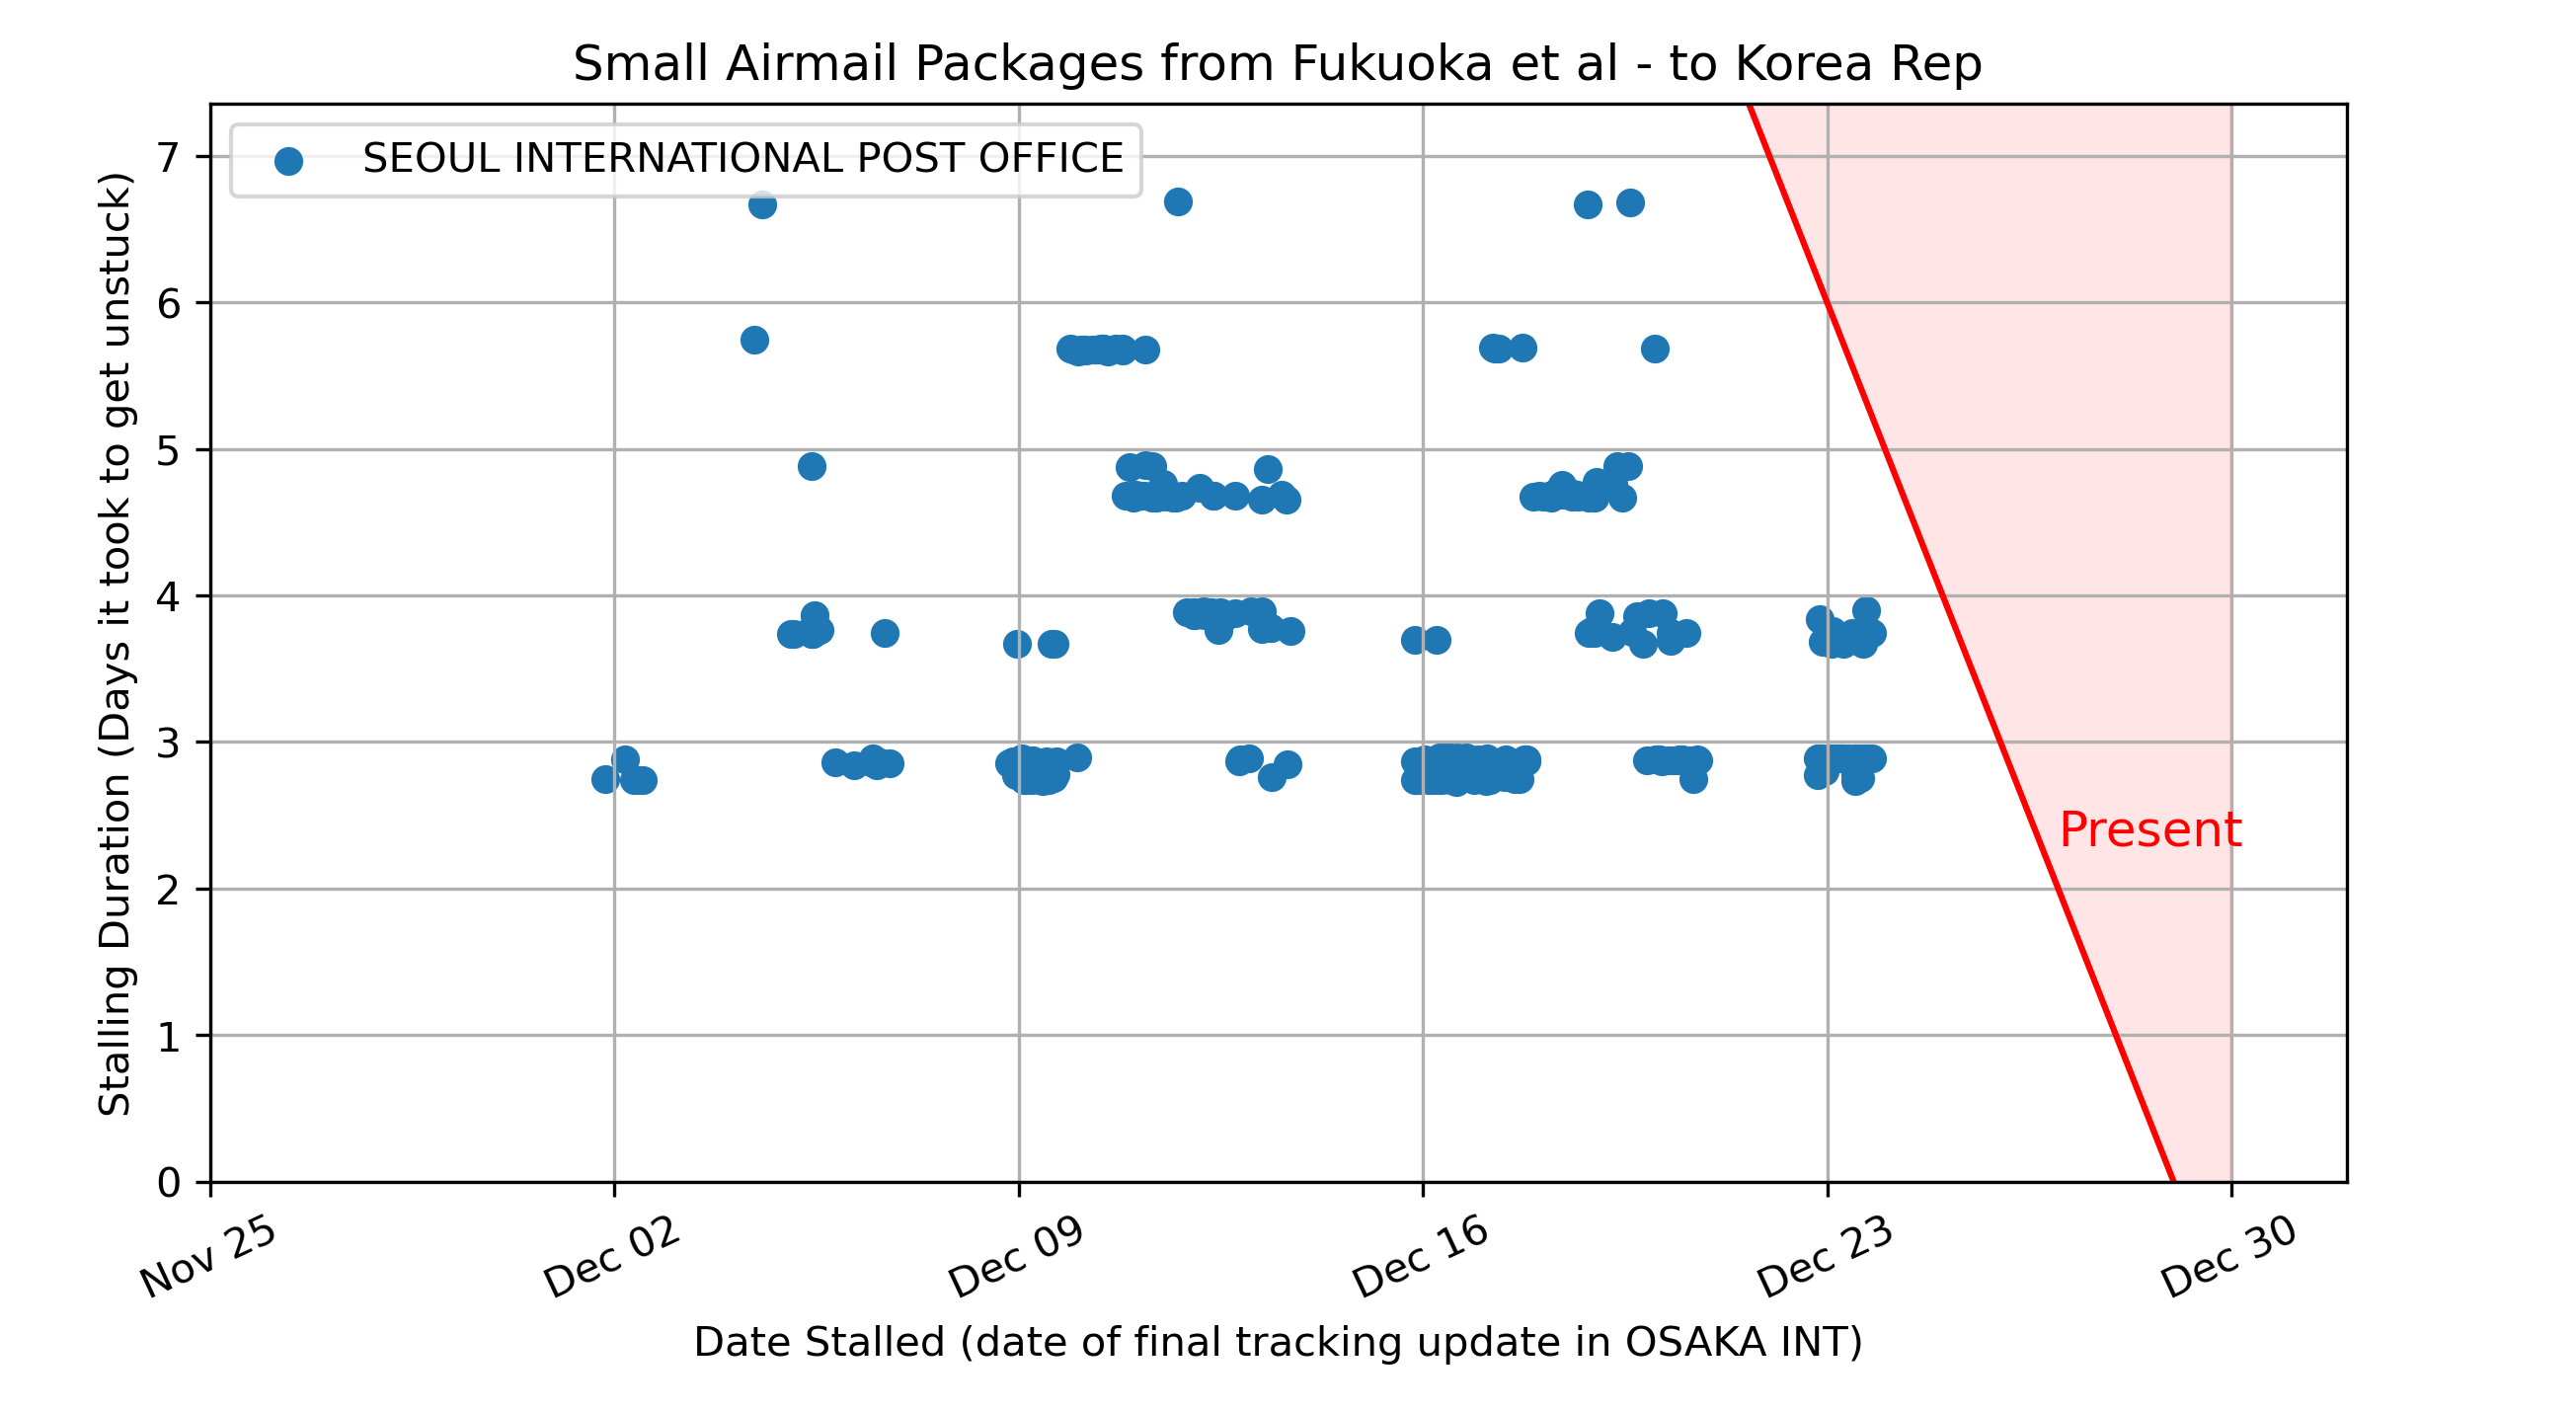 Small Airmail Packages from Fukuoka et al - to Korea Rep
SEOUL INTERNATIONAL POST OFFICE
Stalling Duration (Days it took to get unstuck)
7
6
5
4
3
2
1
0
Present
Nov 25
Dec 02
Dec 09
Dec 16
Dec 23
Dec 30
Date Stalled (date of final tracking update in OSAKA INT)